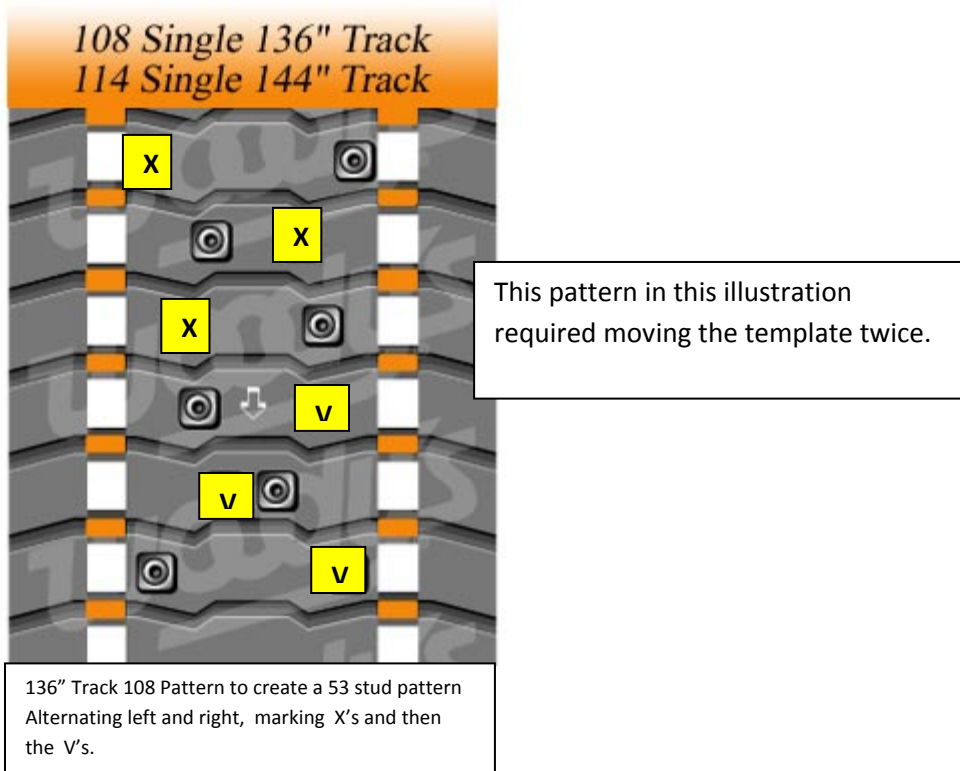 108 Single 136" Track
114 Single 144" Track
X
X
X
V
V
V
This pattern in this illustration
required moving the template twice.
136” Track 108 Pattern to create a 53 stud pattern
Alternating left and right, marking X's and then
the V's.